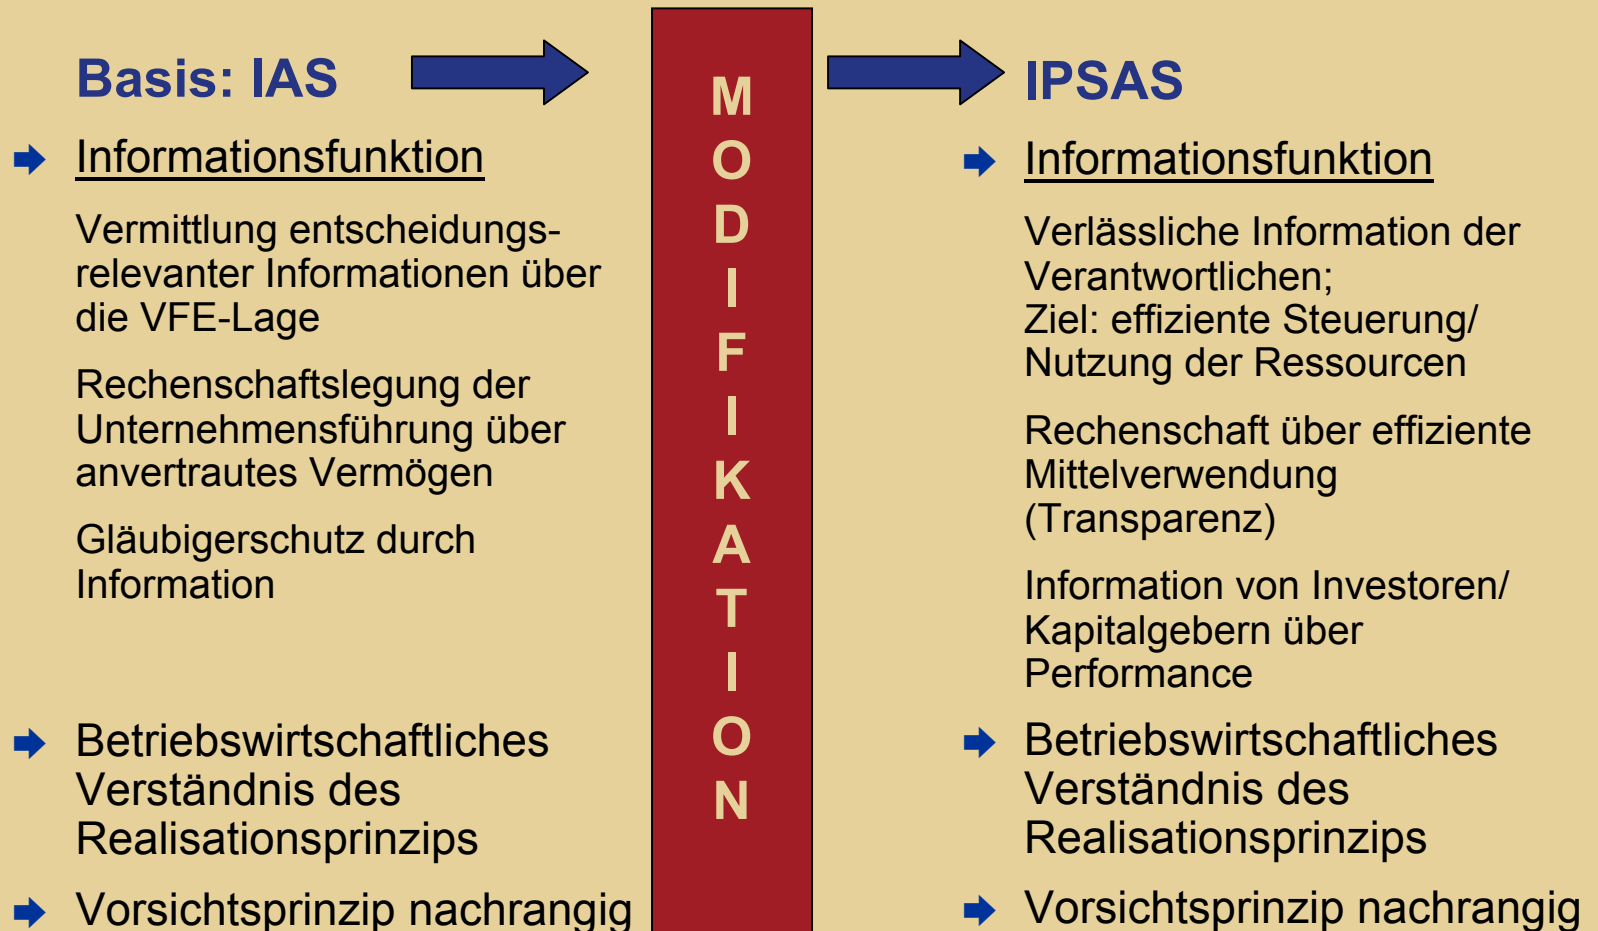 Basis: IAS
Informationsfunktion
Vermittlung entscheidungs-
relevanter Informationen über
die VFE-Lage
Rechenschaftslegung der
Unternehmensführung über
anvertrautes Vermögen
Gläubigerschutz durch
Information
Betriebswirtschaftliches
Verständnis des
Realisationsprinzips
Vorsichtsprinzip nachrangig
M
O
D
I
F
I
K
A
T
I
O
N
IPSAS
Informationsfunktion
Verlässliche Information der
Verantwortlichen;
Ziel: effiziente Steuerung/
Nutzung der Ressourcen
Rechenschaft über effiziente
Mittelverwendung
(Transparenz)
Information von Investoren/
Kapitalgebern über
Performance
Betriebswirtschaftliches
Verständnis des
Realisationsprinzips
Vorsichtsprinzip nachrangig